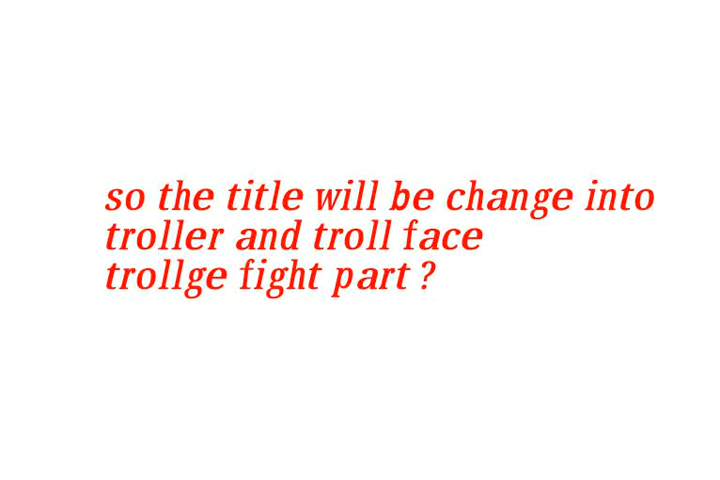 so the title will be change into
troller and troll face
trollge fight part ?